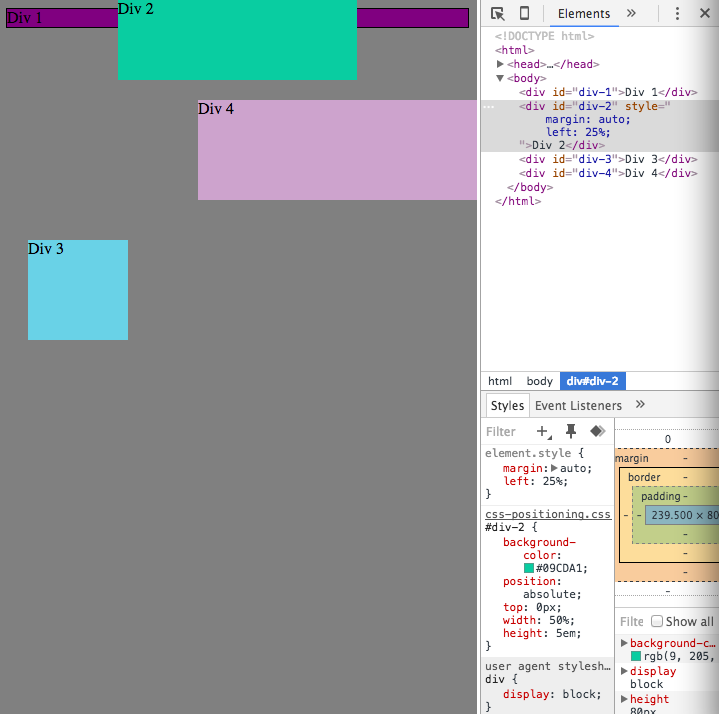 Div 1
Div 2
Div 4
Div 3
Elements
<!DOCTYPE html>
<html>
<head>…</head>
<body>
<div id="div-1">Div 1</div>
<div id="div-2" style="
margin: auto;
left: 25%;
">Div 2</div>
<div id="div-3">Div 3</div>
<div id="div-4">Div 4</div>
</body>
</html>
html body div#div-2
Styles Event Listeners »
Filter
element.style {
margin: auto;
left: 25%;
}
css-positioning.css
#div-2 {
background-
color:
#09CDA1;
position:
absolute;
top: 0px;
width: 50%;
height: 5em;
}
user agent stylesh…
div {
display: block;
}
0
margin -
border -
padding -
- - 239.500 × 80
-
-
-
-
Filte Show all
background-c…
rgb(9, 205,
display
block
height
80px